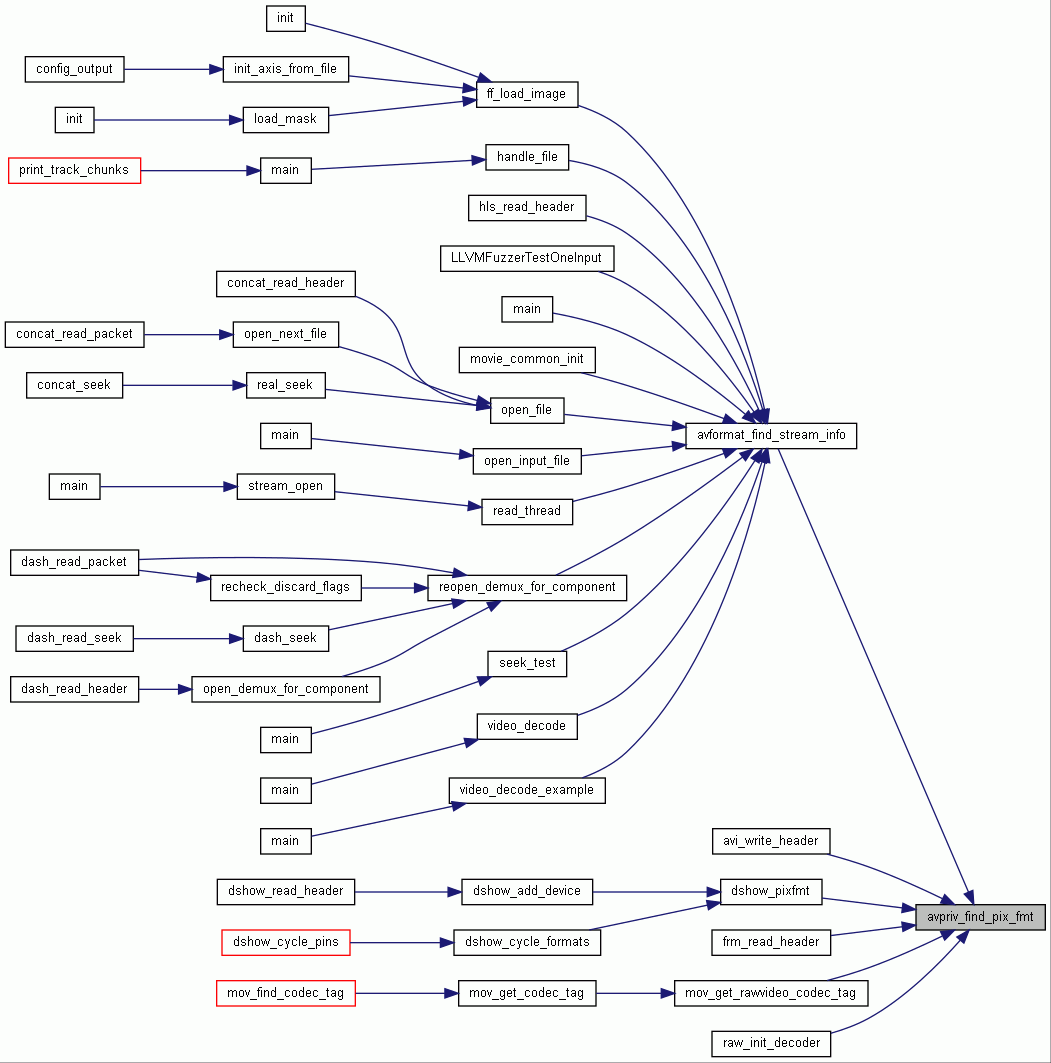 init
config_output
init_axis_from_file
ff_load_image
init
load_mask
print_track_chunks
main
handle_file
hls_read_header
LLVMFuzzerTestOneInput
concat_read_header
main
concat_read_packet
open_next_file
movie_common_init
concat_seek
real_seek
open_file
main
avformat_find_stream_info
open_input_file
main
stream_open
read_thread
dash_read_packet
recheck_discard_flags
reopen_demux_for_component
dash_read_seek
dash_seek
seek_test
dash_read_header
open_demux_for_component
main
video_decode
main
video_decode_example
main
avi_write_header
dshow_read_header
dshow_add_device
dshow_pixfmt
avpriv_find_pix_fmt
dshow_cycle_pins
dshow_cycle_formats
frm_read_header
mov_find_codec_tag
mov_get_codec_tag
mov_get_rawvideo_codec_tag
raw_init_decoder